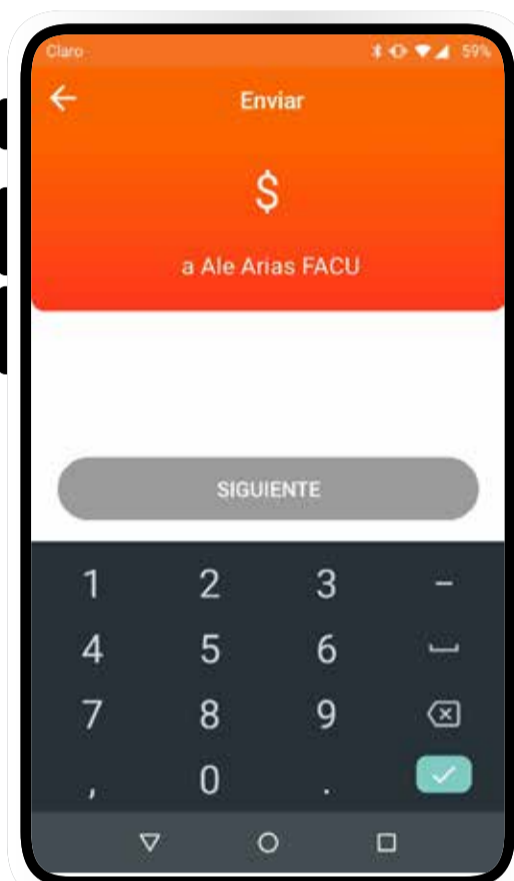 Claro 59%
Enviar
$
a Ale Arias FACU
SIGUIENTE
1 2 3 -
4 5 6
7 8 9
, 0 .